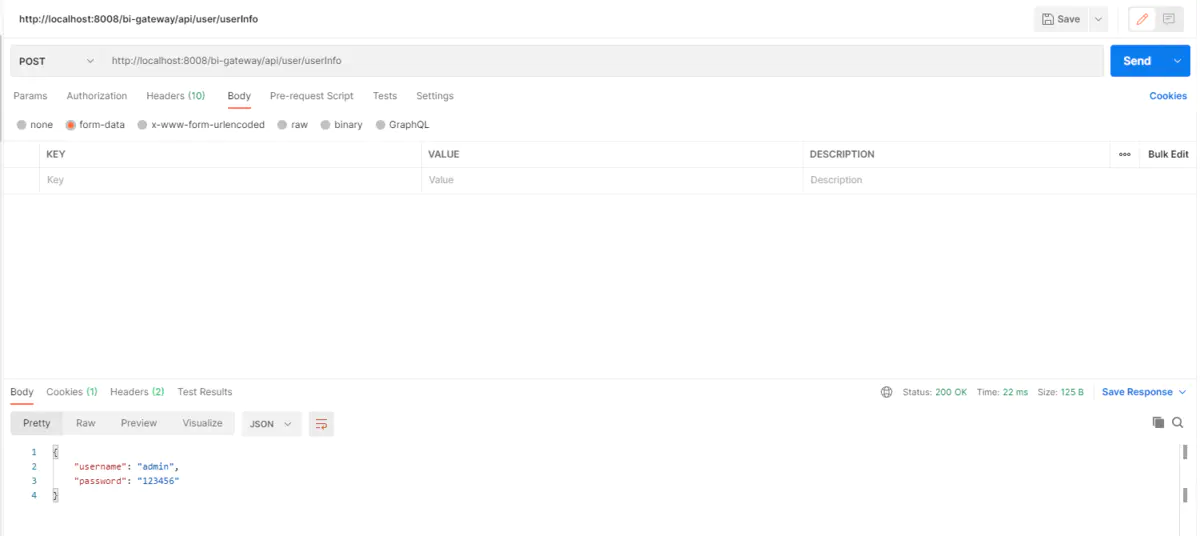 http://localhost:8008/bi-gateway/api/user/userInfo Save
POST http://localhost:8008/bi-gateway/api/user/userInfo Send
Params Authorization Headers (10) Body Pre-request Script Tests Settings Cookies
none form-data x-www-form-urlencoded raw binary GraphQL
KEY VALUE DESCRIPTION ooo Bulk Edit
Key Value Description
Body Cookies (1) Headers (2) Test Results Status: 200 OK Time: 22 ms Size: 125 B Save Response
Pretty Raw Preview Visualize JSON
1 {
2 "username": "admin",
3 "password": "123456"
4 }